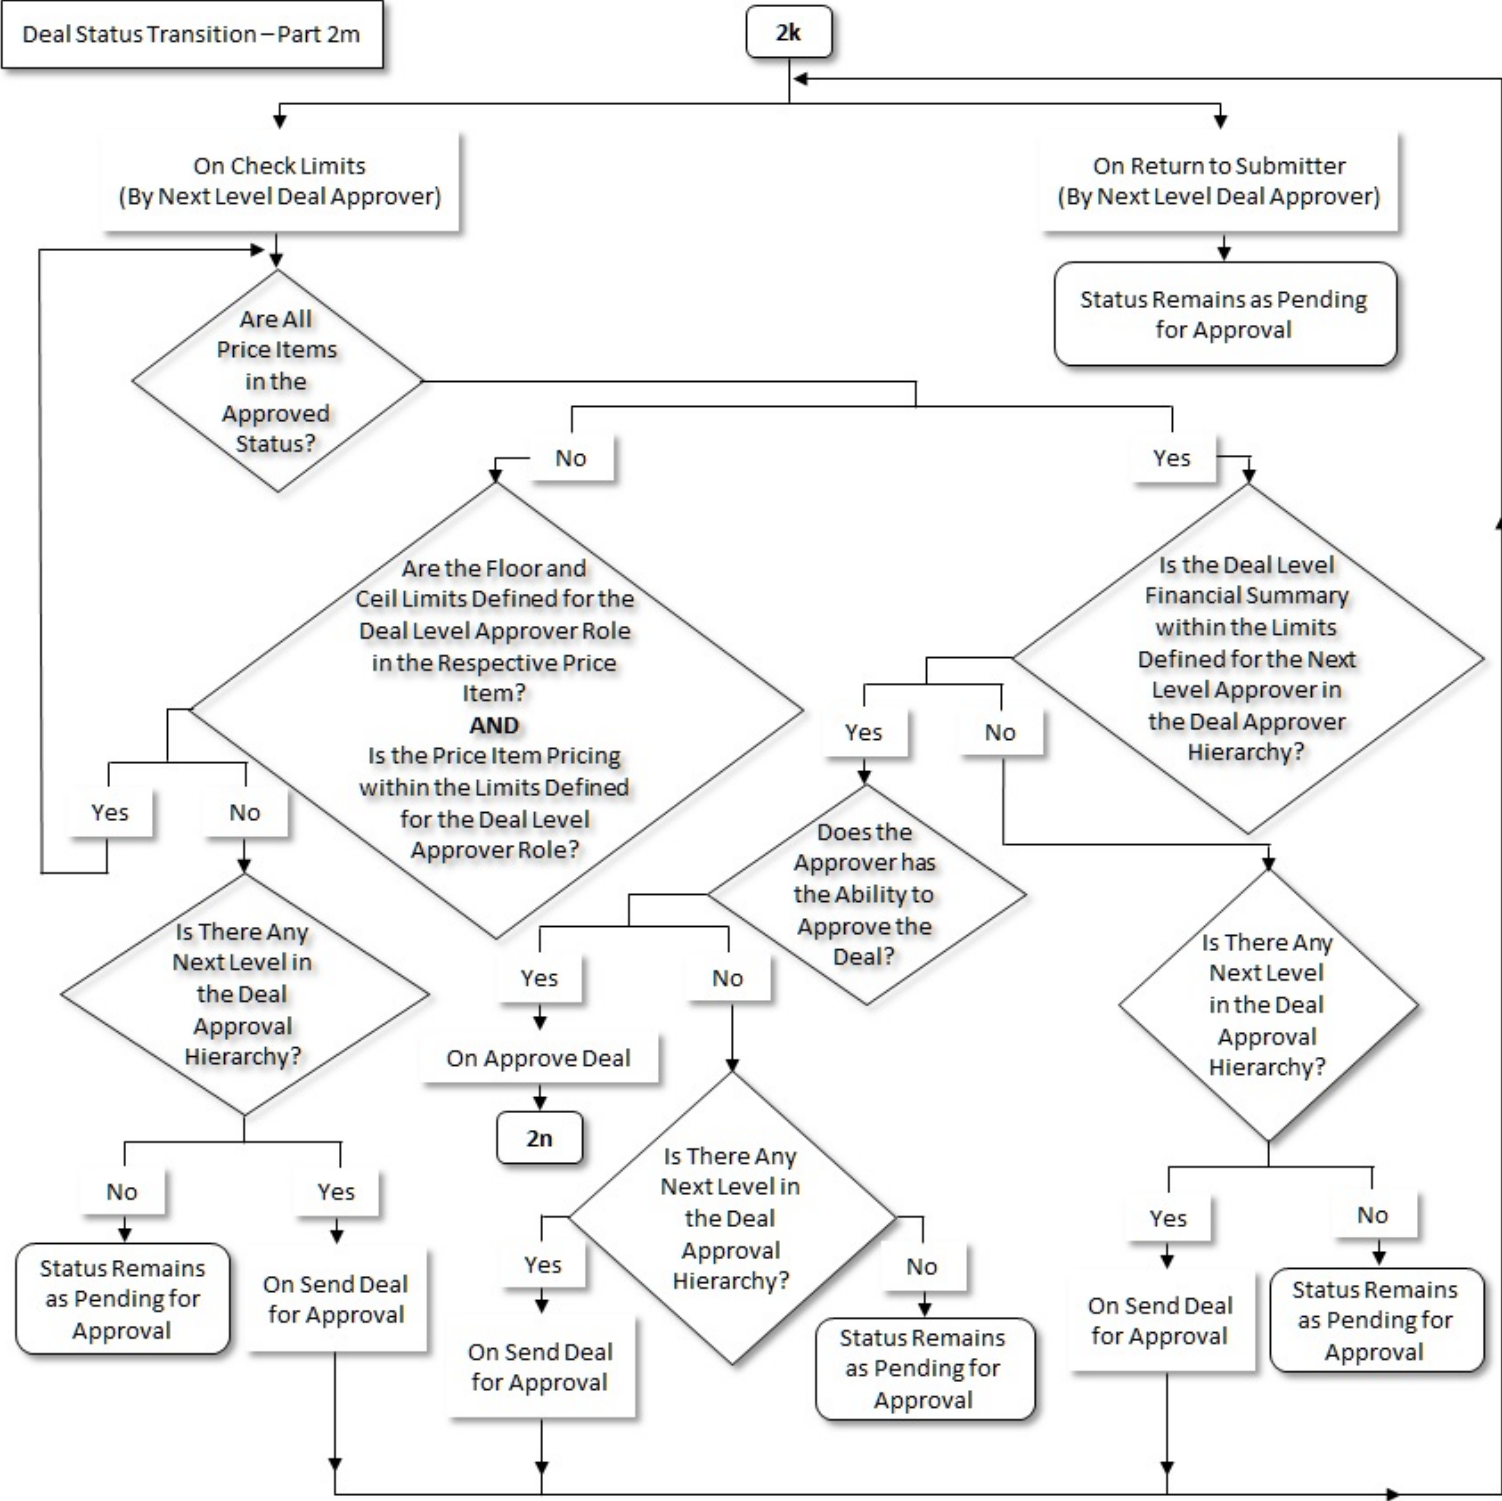 Deal Status Transition – Part 2m
2k
On Check Limits
(By Next Level Deal Approver)
On Return to Submitter
(By Next Level Deal Approver)
Status Remains as Pending
for Approval
Are All
Price Items
in the
Approved
Status?
No
Yes
Are the Floor and
Ceil Limits Defined for the
Deal Level Approver Role
in the Respective Price
Item?
AND
Is the Price Item Pricing
within the Limits Defined
for the Deal Level
Approver Role?
Is the Deal Level
Financial Summary
within the Limits
Defined for the Next
Level Approver in
the Deal Approver
Hierarchy?
Yes
No
Yes
No
Does the
Approver has
the Ability to
Approve the
Deal?
Is There Any
Next Level in
the Deal
Approval
Hierarchy?
Yes
No
Is There Any
Next Level
in the Deal
Approval
Hierarchy?
On Approve Deal
2n
Is There Any
Next Level in
the Deal
Approval
Hierarchy?
No
Yes
Yes
No
Yes
No
Status Remains
as Pending for
Approval
On Send Deal
for Approval
On Send Deal
for Approval
Status Remains
as Pending for
Approval
On Send Deal
for Approval
Status Remains
as Pending for
Approval